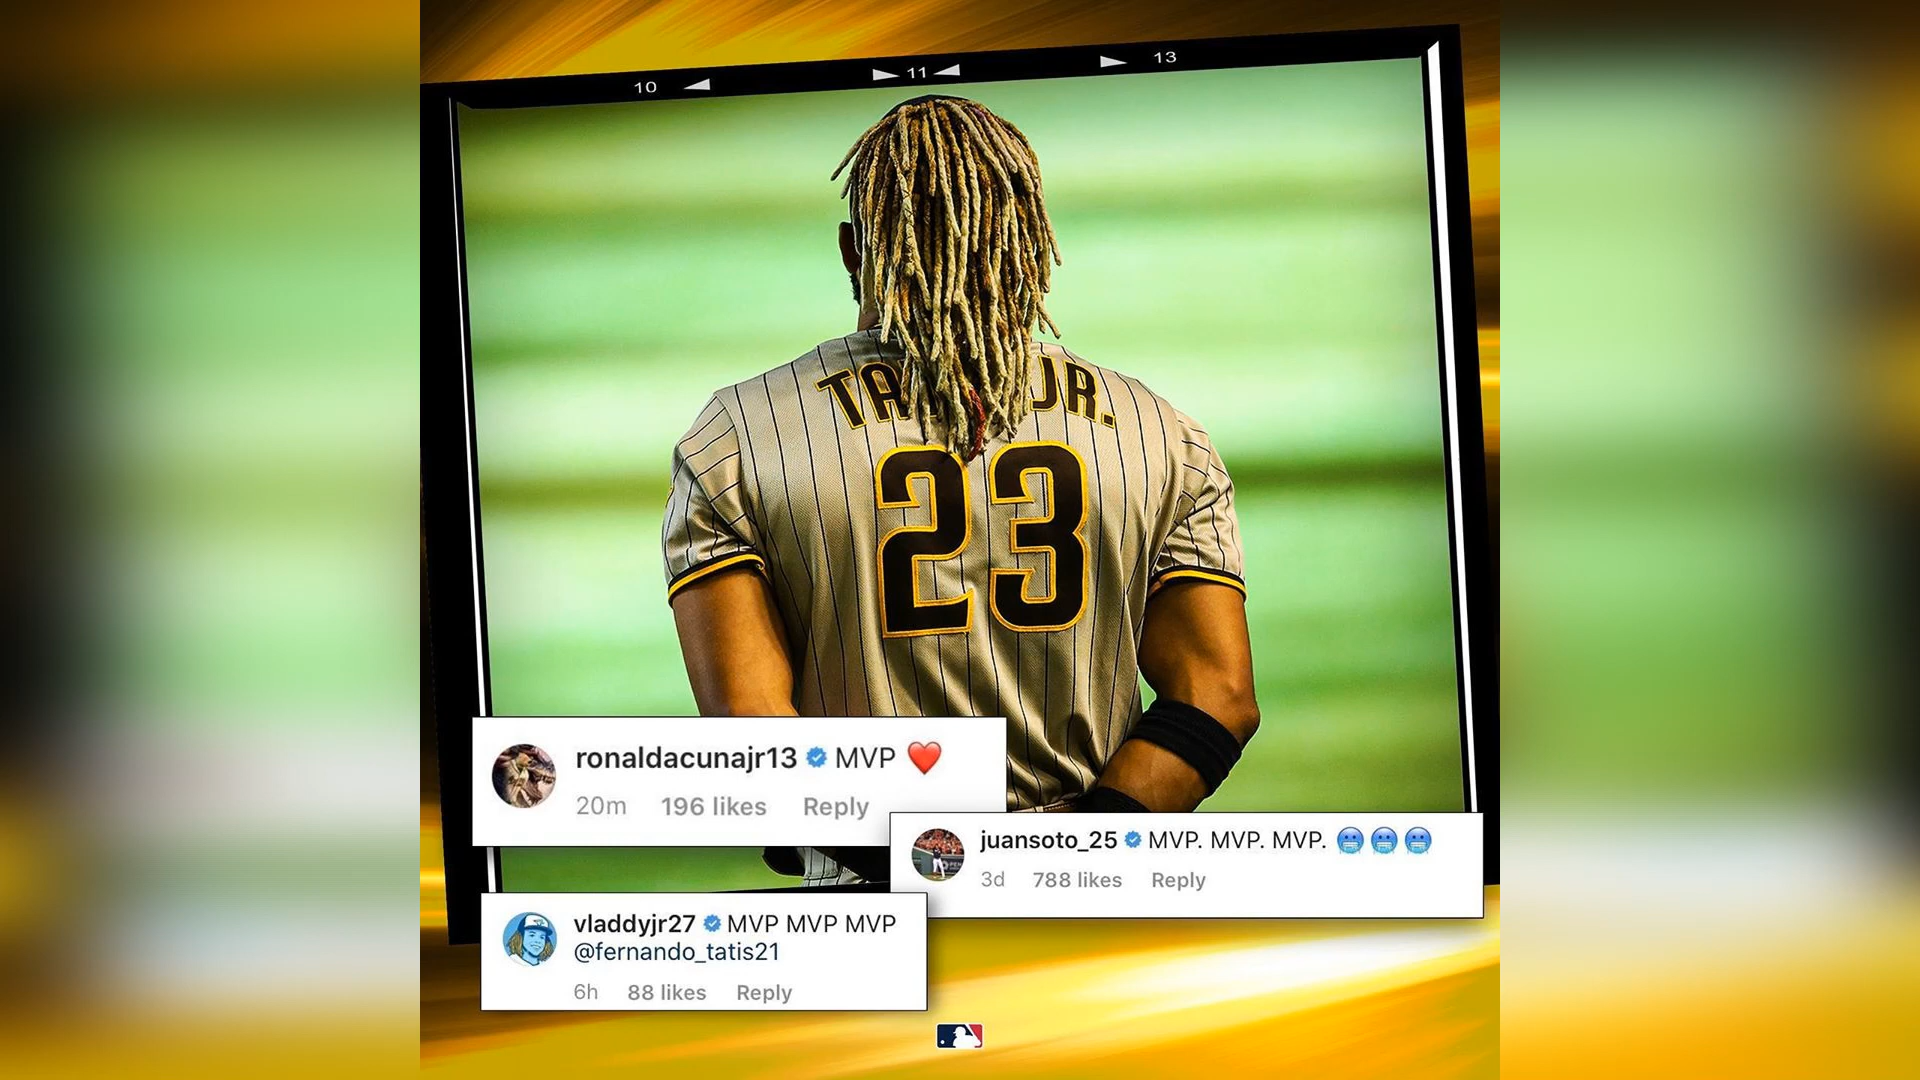 10 11 13
TA JR.
23
ronaldacunajr13 MVP ❤️
20m 196 likes Reply
juansoto_25 MVP. MVP. MVP. 🥶🥶🥶
3d 788 likes Reply
vladdyjr27 MVP MVP MVP
@fernando_tatis21
6h 88 likes Reply